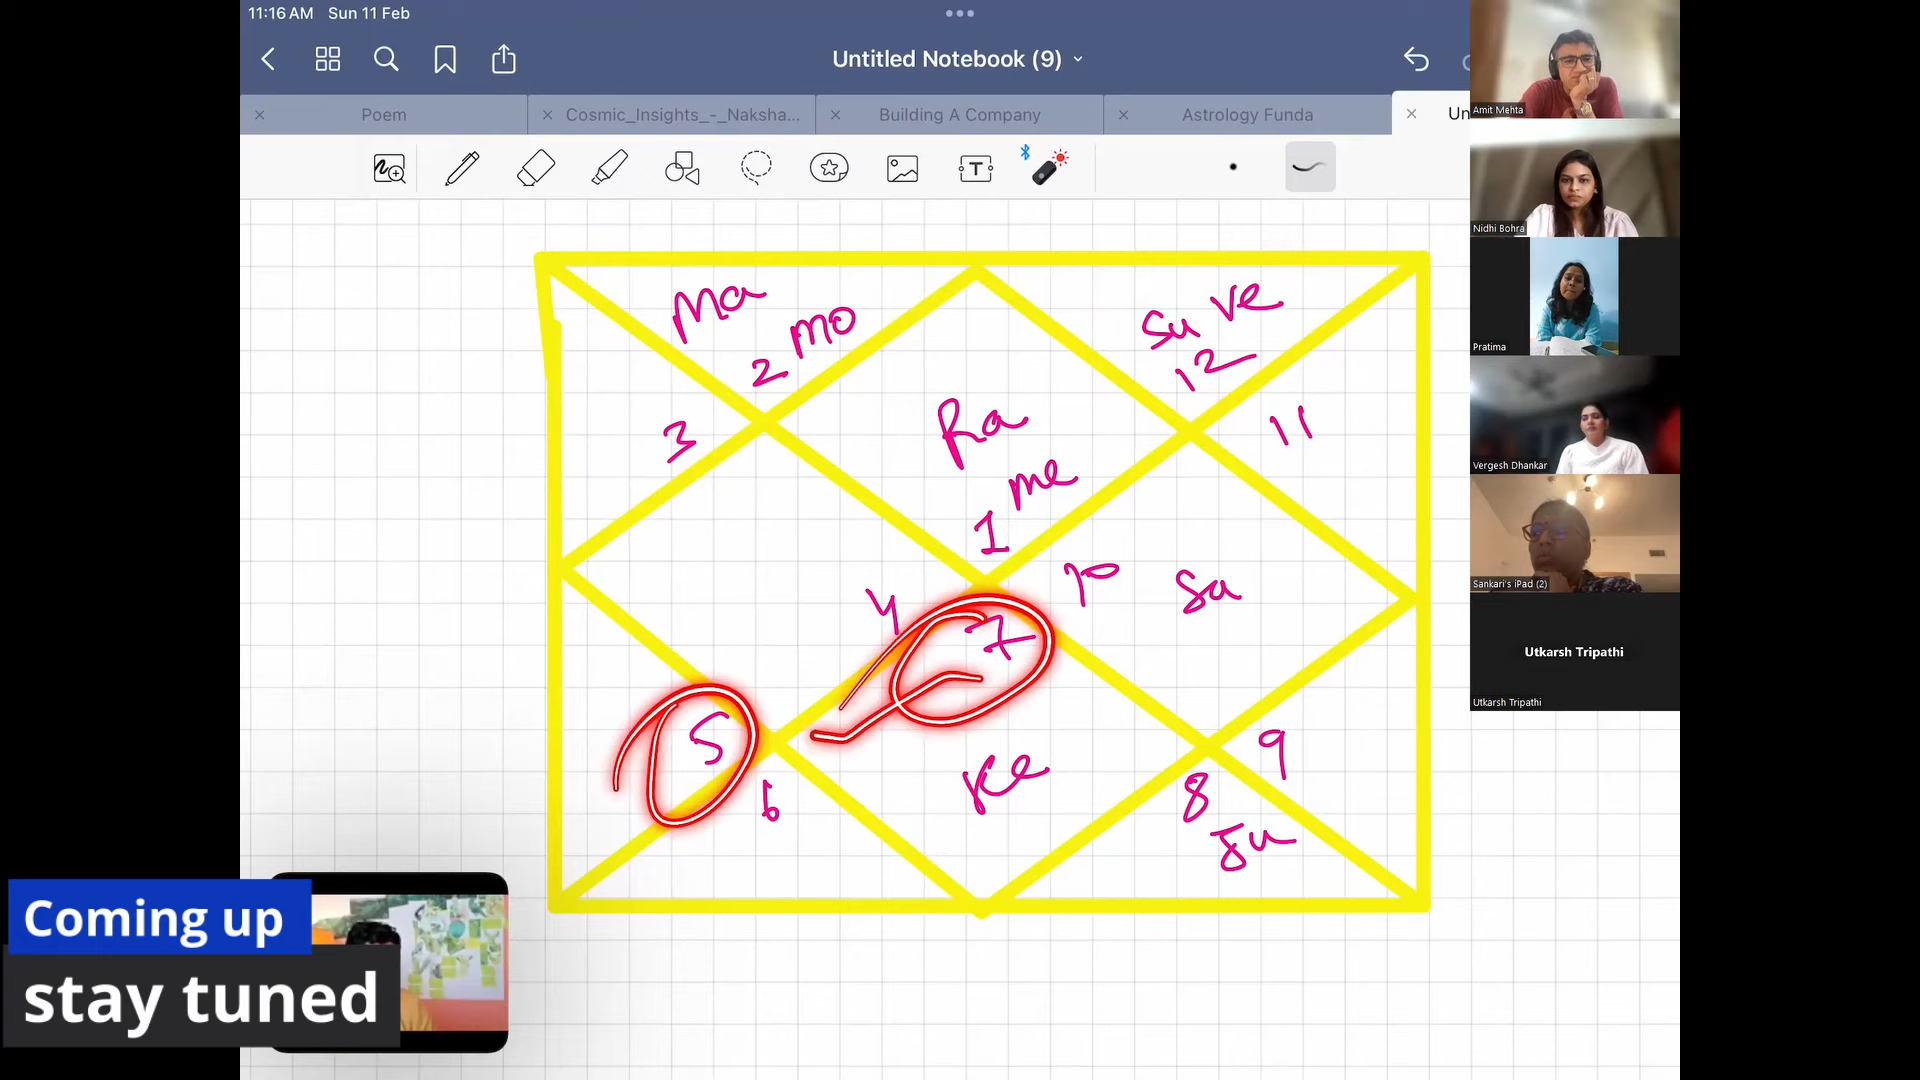 11:16 AM Sun 11 Feb
Untitled Notebook (9)
Poem
Cosmic_Insights_-_Naksha...
Building A Company
Astrology Funda
Un
T
Ma
Mo
2
Su Ve
12
3
11
Ra
Me
1
10
Sa
4
7
5
6
Ke
9
8
Ju
Amit Mehta
Nidhi Bohra
Pratima
Vergesh Dhankar
Sankari's iPad (2)
Utkarsh Tripathi
Utkarsh Tripathi
Coming up
stay tuned